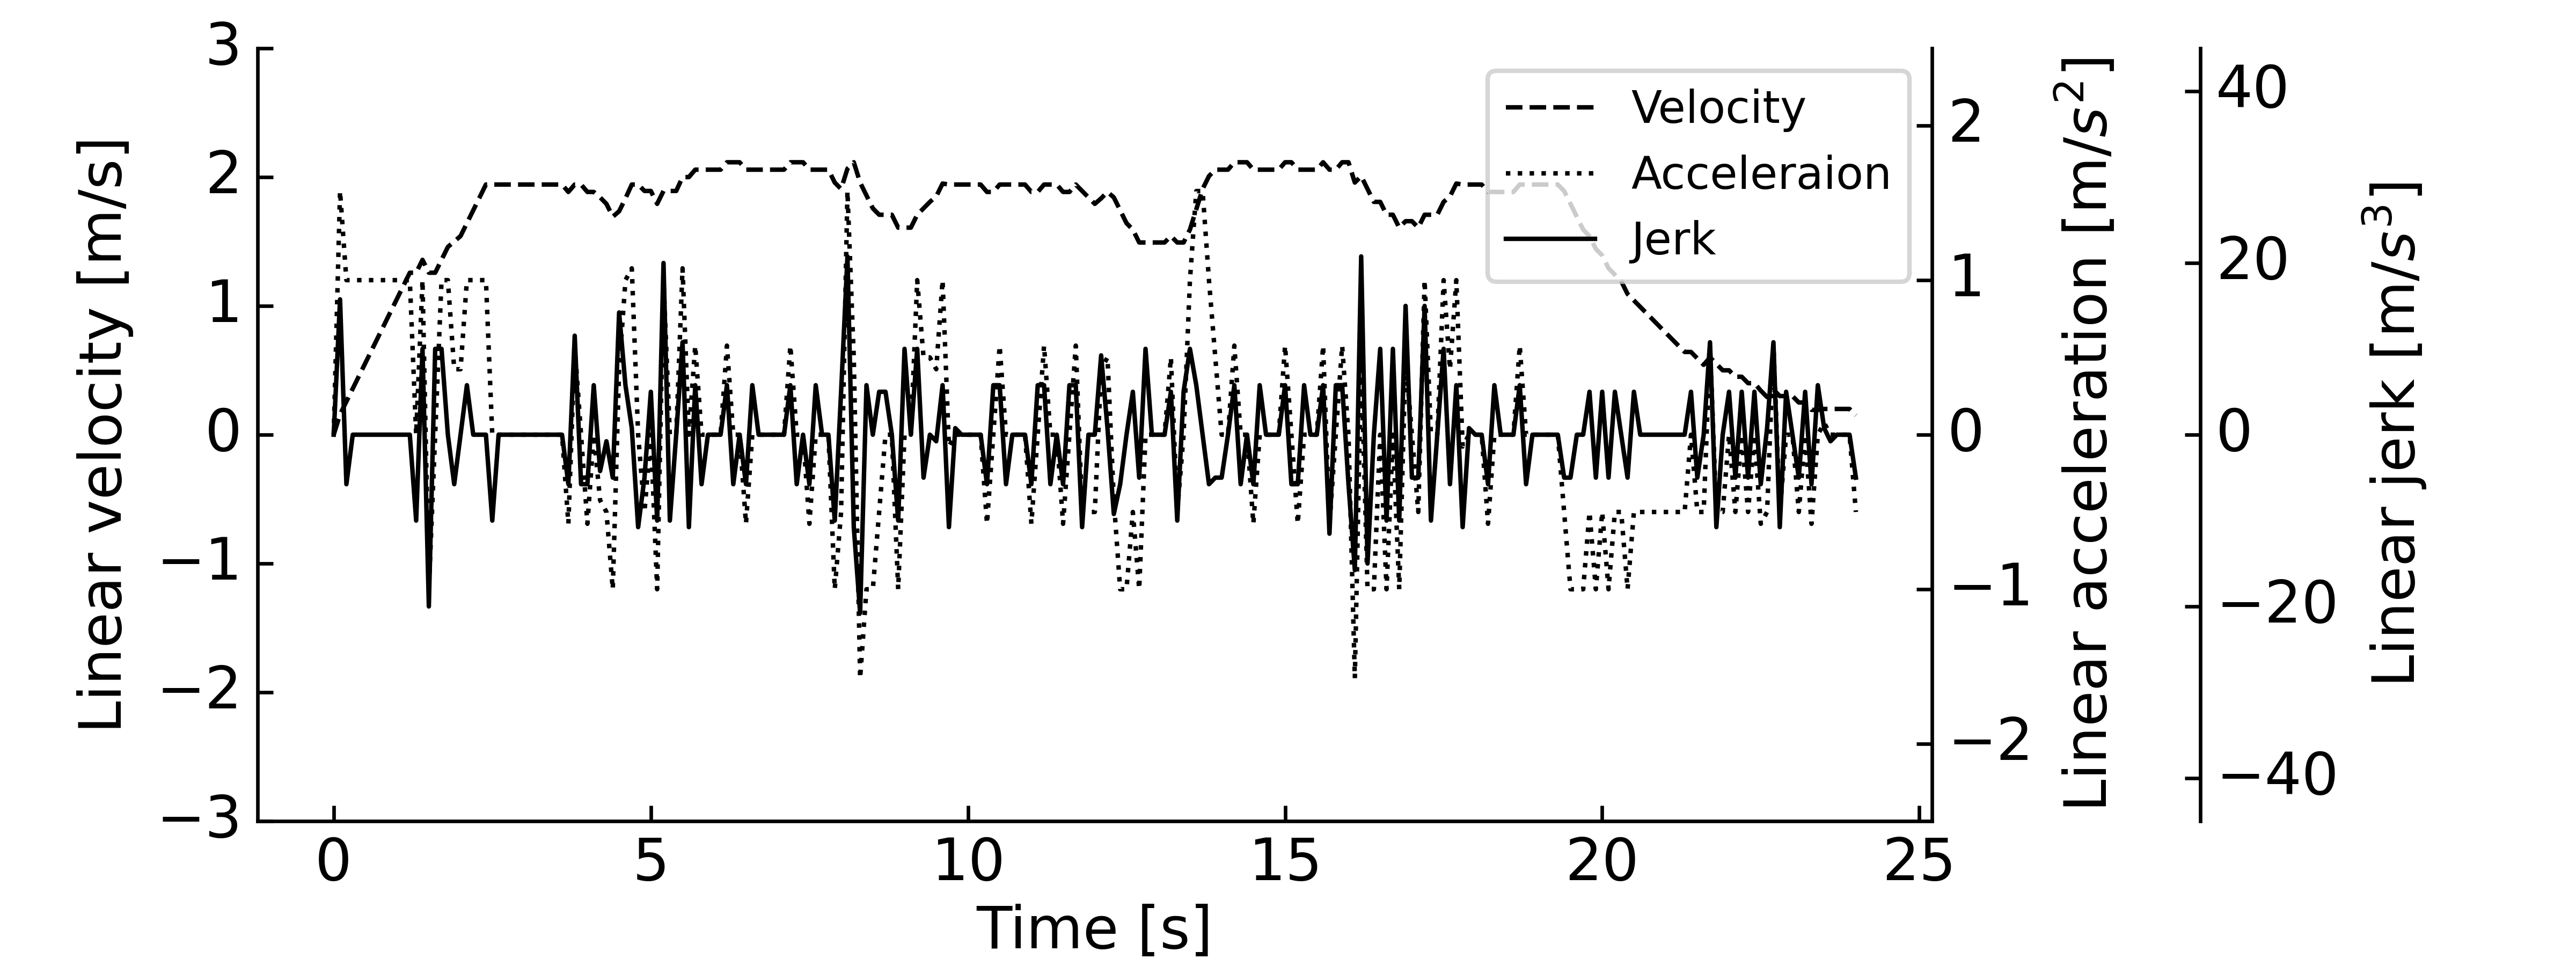 Linear velocity [m/s]
3
2
1
0
−1
−2
−3
0 5 10 15 20 25
Time [s]
Velocity
Acceleraion
Jerk
2
1
0
−1
−2
Linear acceleration [m/s²]
40
20
0
−20
−40
Linear jerk [m/s³]